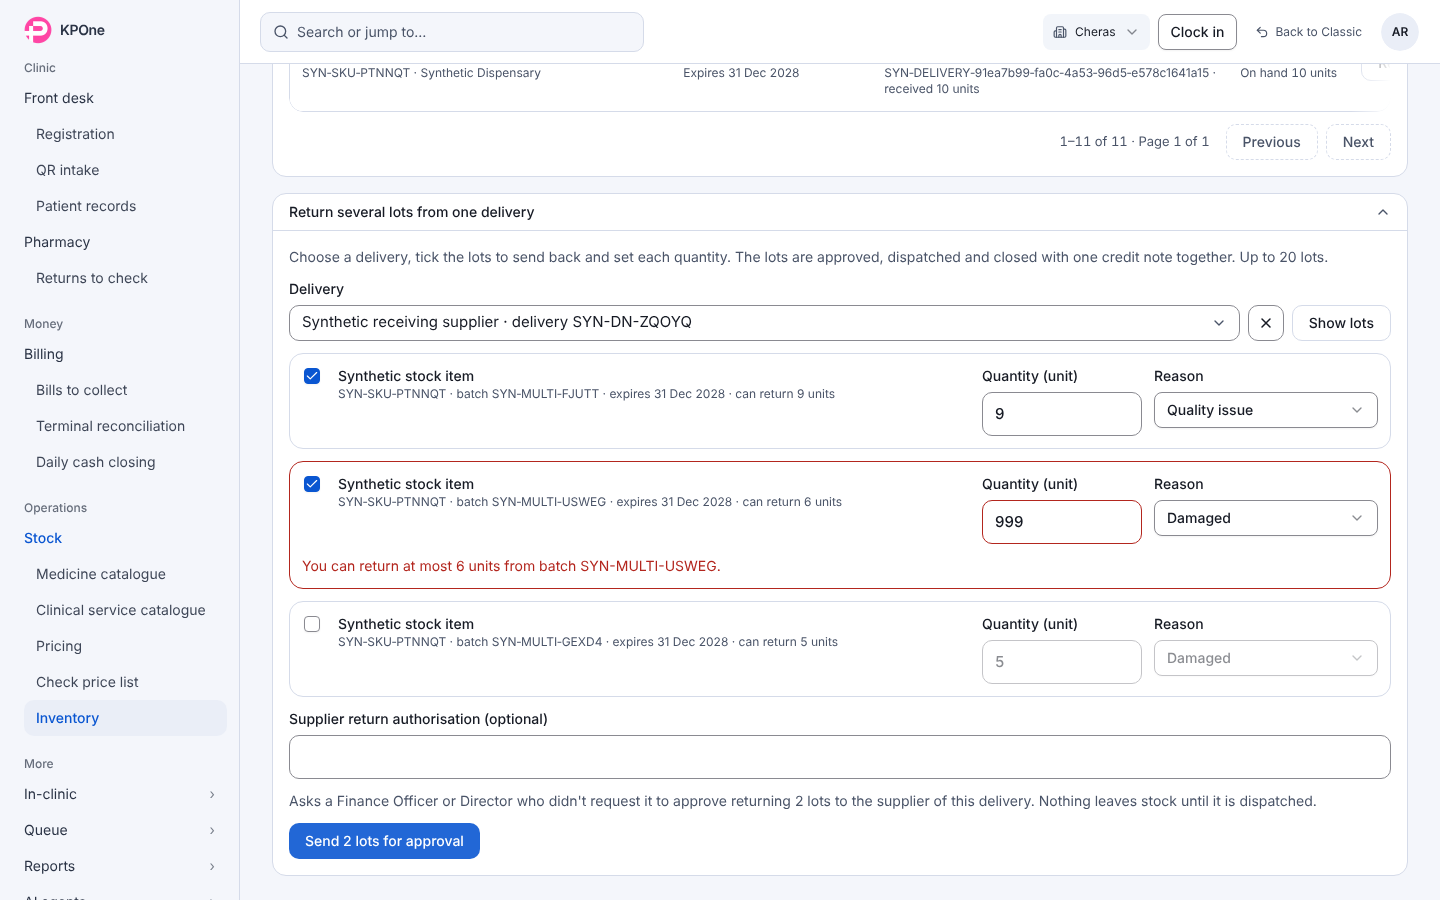 KPOne
Search or jump to...
Cheras
Clock in
Back to Classic
AR
Clinic
Front desk
Registration
QR intake
Patient records
Pharmacy
Returns to check
Money
Billing
Bills to collect
Terminal reconciliation
Daily cash closing
Operations
Stock
Medicine catalogue
Clinical service catalogue
Pricing
Check price list
Inventory
More
In-clinic
Queue
Reports
SYN-SKU-PTNNQT · Synthetic Dispensary
Expires 31 Dec 2028
SYN-DELIVERY-91ea7b99-fa0c-4a53-96d5-e578c1641a15 ·
received 10 units
On hand 10 units
1–11 of 11 · Page 1 of 1
Previous
Next
Return several lots from one delivery
Choose a delivery, tick the lots to send back and set each quantity. The lots are approved, dispatched and closed with one credit note together. Up to 20 lots.
Delivery
Synthetic receiving supplier · delivery SYN-DN-ZQOYQ
Show lots
Synthetic stock item
SYN-SKU-PTNNQT · batch SYN-MULTI-FJUTT · expires 31 Dec 2028 · can return 9 units
Quantity (unit)
9
Reason
Quality issue
Synthetic stock item
SYN-SKU-PTNNQT · batch SYN-MULTI-USWEG · expires 31 Dec 2028 · can return 6 units
Quantity (unit)
999
Reason
Damaged
You can return at most 6 units from batch SYN-MULTI-USWEG.
Synthetic stock item
SYN-SKU-PTNNQT · batch SYN-MULTI-GEXD4 · expires 31 Dec 2028 · can return 5 units
Quantity (unit)
5
Reason
Damaged
Supplier return authorisation (optional)
Asks a Finance Officer or Director who didn't request it to approve returning 2 lots to the supplier of this delivery. Nothing leaves stock until it is dispatched.
Send 2 lots for approval